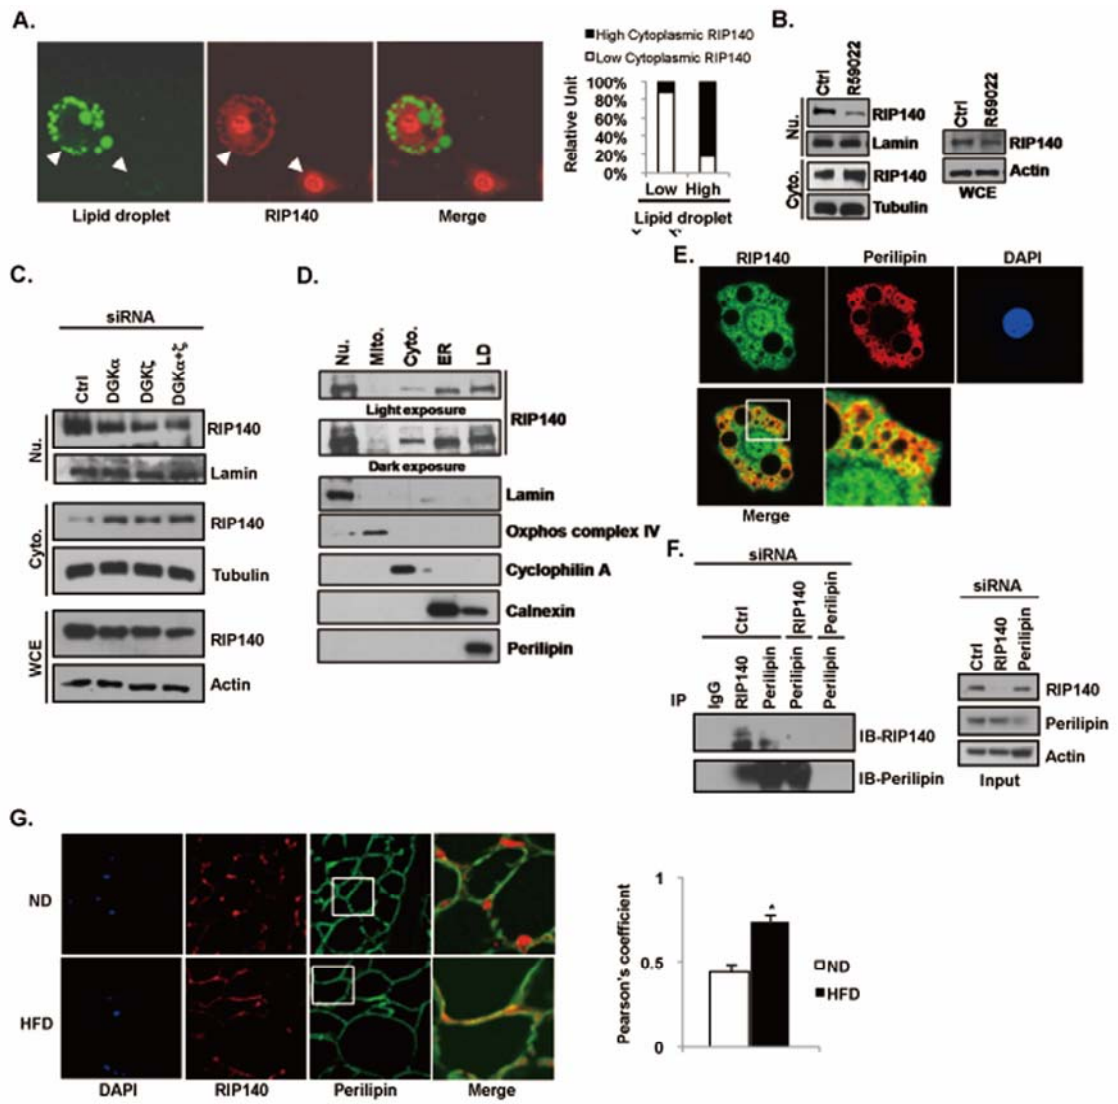 A.
Lipid droplet
RIP140
Merge
High Cytoplasmic RIP140
Low Cytoplasmic RIP140
Relative Unit
100%
80%
60%
40%
20%
0%
Low High
Lipid droplet
B.
Ctrl
R59022
Nu.
RIP140
Lamin
Cyto.
RIP140
Tubulin
Ctrl
R59022
RIP140
Actin
WCE
C.
siRNA
Ctrl
DGKα
DGKζ
DGKα+ζ
Nu.
RIP140
Lamin
Cyto.
RIP140
Tubulin
WCE
RIP140
Actin
D.
Nu.
Mito.
Cyto.
ER
LD
Light exposure
RIP140
Dark exposure
Lamin
Oxphos complex IV
Cyclophilin A
Calnexin
Perilipin
E.
RIP140
Perilipin
DAPI
Merge
F.
siRNA
Ctrl
RIP140
Perilipin
IP
IgG
RIP140
Perilipin
Perilipin
Perilipin
IB-RIP140
IB-Perilipin
siRNA
Ctrl
RIP140
Perilipin
RIP140
Perilipin
Actin
Input
G.
ND
HFD
DAPI
RIP140
Perilipin
Merge
Pearson's coefficient
1
0.5
0
*
ND
HFD